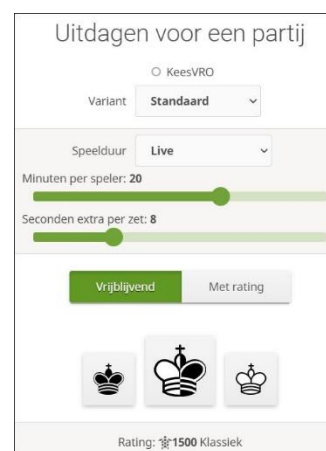 Uitdagen voor een partij
KeesVRO
Variant Standaard
Speelduur Live
Minuten per speler: 20
Seconden extra per zet: 8
Vrijblijvend Met rating
Rating: 1500 Klassiek